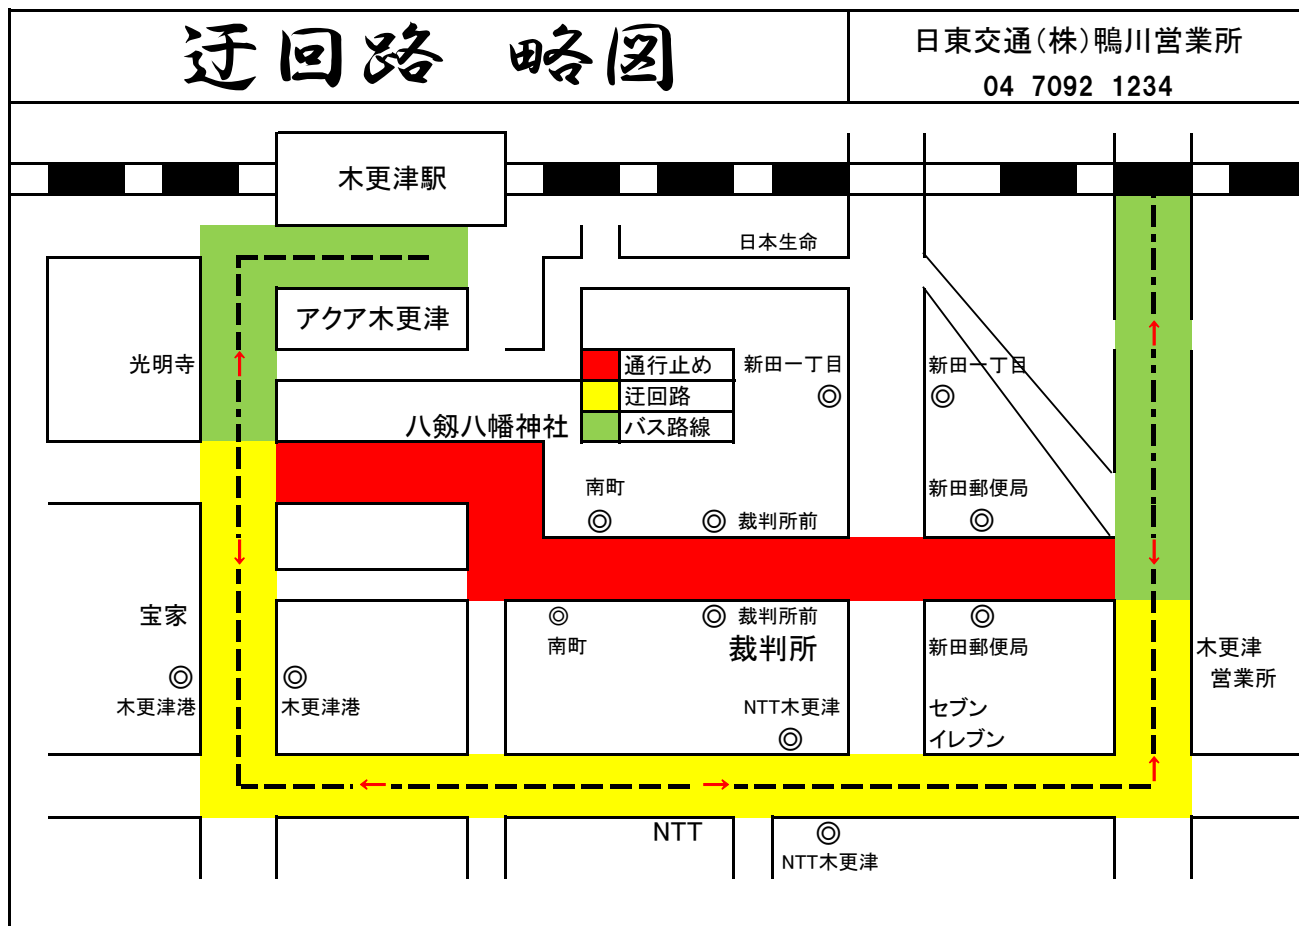 迂回路 略図
日東交通(株)鴨川営業所
04 7092 1234
木更津駅
日本生命
アクア木更津
光明寺
通行止め
迂回路
バス路線
新田一丁目
◎
新田一丁目
◎
八剱八幡神社
南町
◎
◎ 裁判所前
新田郵便局
◎
宝家
◎
南町
◎ 裁判所前
裁判所
◎
新田郵便局
木更津
営業所
◎
木更津港
◎
木更津港
NTT木更津
◎
セブン
イレブン
NTT
◎
NTT木更津